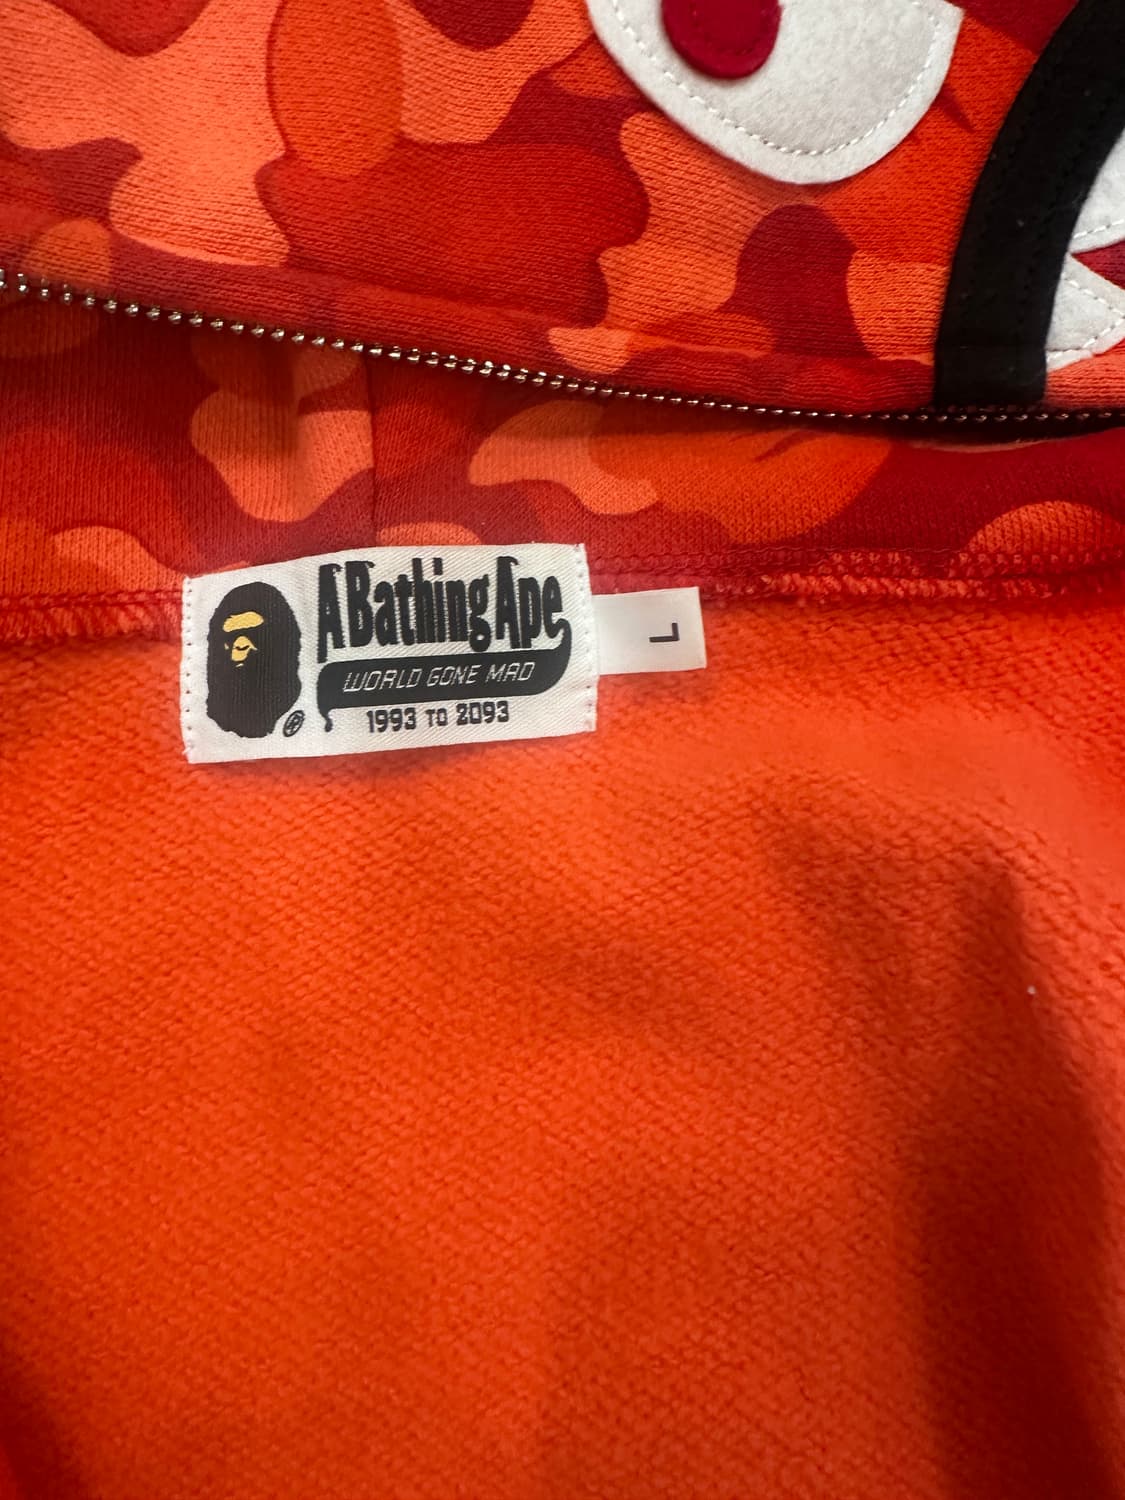 A Bathing Ape
WORLD GONE MAD
®
1993 TO 2093
L